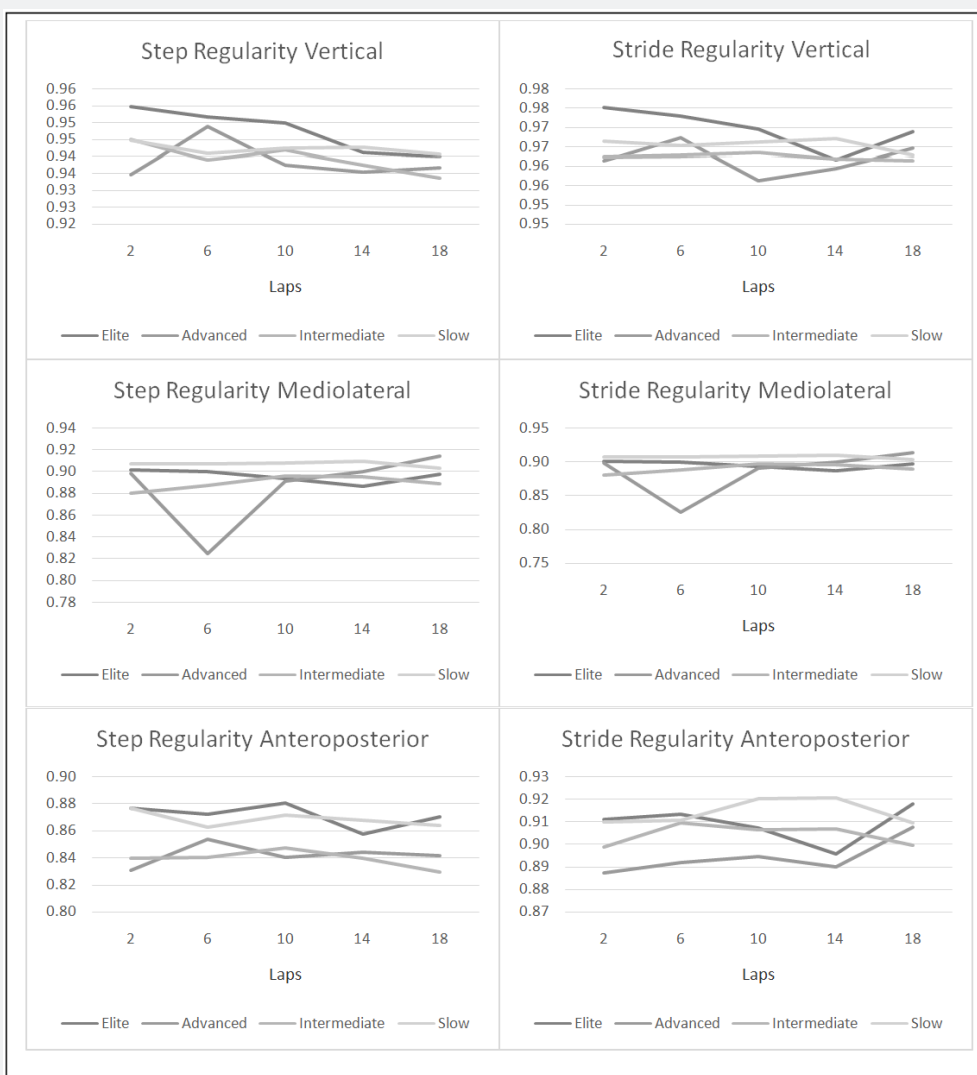 Step Regularity Vertical
0.96
0.96
0.95
0.95
0.94
0.94
0.93
0.93
0.92
2 6 10 14 18
Laps
Elite Advanced Intermediate Slow
Stride Regularity Vertical
0.98
0.98
0.97
0.97
0.96
0.96
0.95
0.95
2 6 10 14 18
Laps
Elite Advanced Intermediate Slow
Step Regularity Mediolateral
0.94
0.92
0.90
0.88
0.86
0.84
0.82
0.80
0.78
2 6 10 14 18
Laps
Elite Advanced Intermediate Slow
Stride Regularity Mediolateral
0.95
0.90
0.85
0.80
0.75
2 6 10 14 18
Laps
Elite Advanced Intermediate Slow
Step Regularity Anteroposterior
0.90
0.88
0.86
0.84
0.82
0.80
2 6 10 14 18
Laps
Elite Advanced Intermediate Slow
Stride Regularity Anteroposterior
0.93
0.92
0.91
0.90
0.89
0.88
0.87
2 6 10 14 18
Laps
Elite Advanced Intermediate Slow